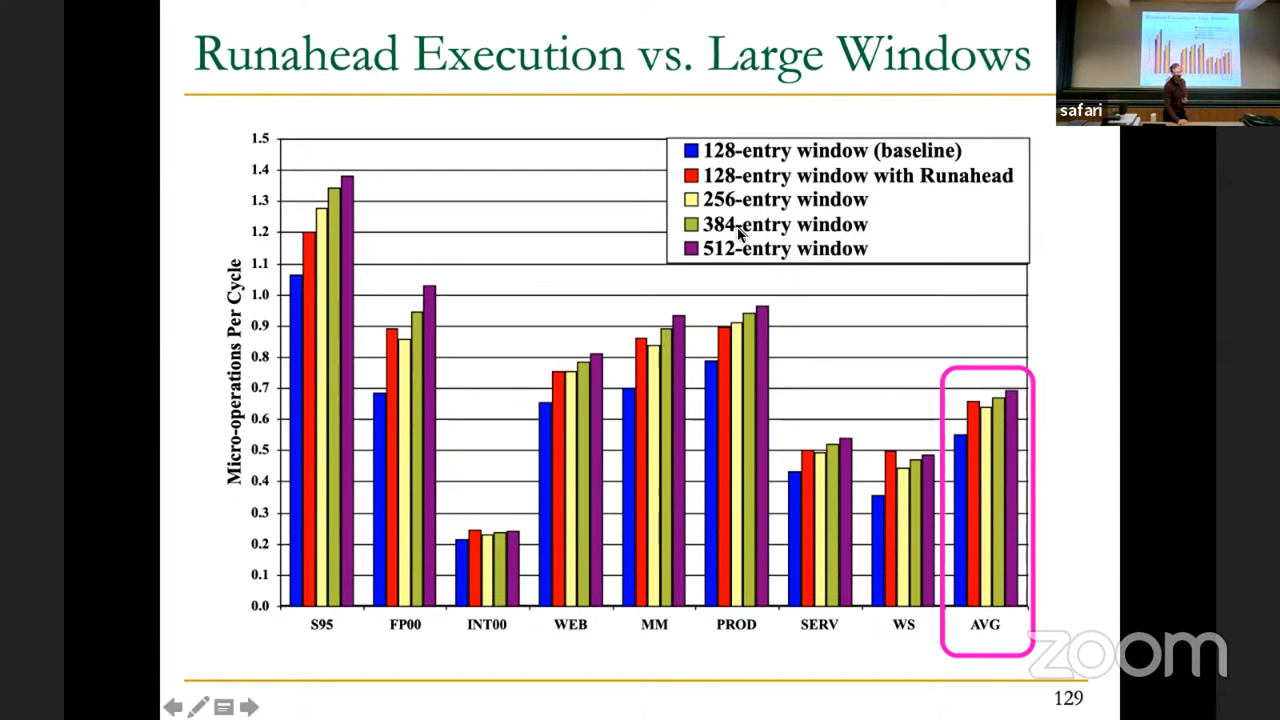 Runahead Execution vs. Large Windows
safari
1.5
1.4
1.3
1.2
1.1
1.0
0.9
0.8
0.7
0.6
0.5
0.4
0.3
0.2
0.1
0.0
Micro-operations Per Cycle
128-entry window (baseline)
128-entry window with Runahead
256-entry window
384-entry window
512-entry window
S95 FP00 INT00 WEB MM PROD SERV WS AVG
zoom
129